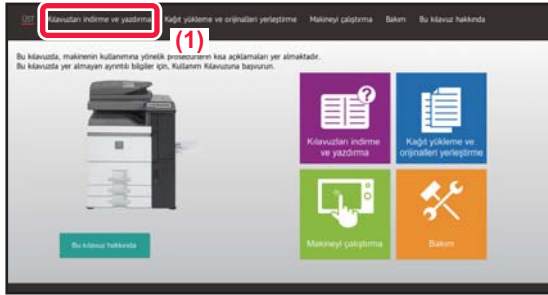 ÜST Kılavuzları indirme ve yazdırma Kağıt yükleme ve orijinalleri yerleştirme Makineyi çalıştırma Bakım Bu kılavuz hakkında
(1)
Bu kılavuzda, makinenin kullanımına yönelik prosedürlerin kısa açıklamaları yer almaktadır.
Bu kılavuzda yer almayan ayrıntılı bilgiler için, Kullanım Kılavuzuna başvurun.
Kılavuzları indirme
ve yazdırma
Kağıt yükleme ve
orijinalleri yerleştirme
Makineyi çalıştırma
Bakım
Bu kılavuz hakkında